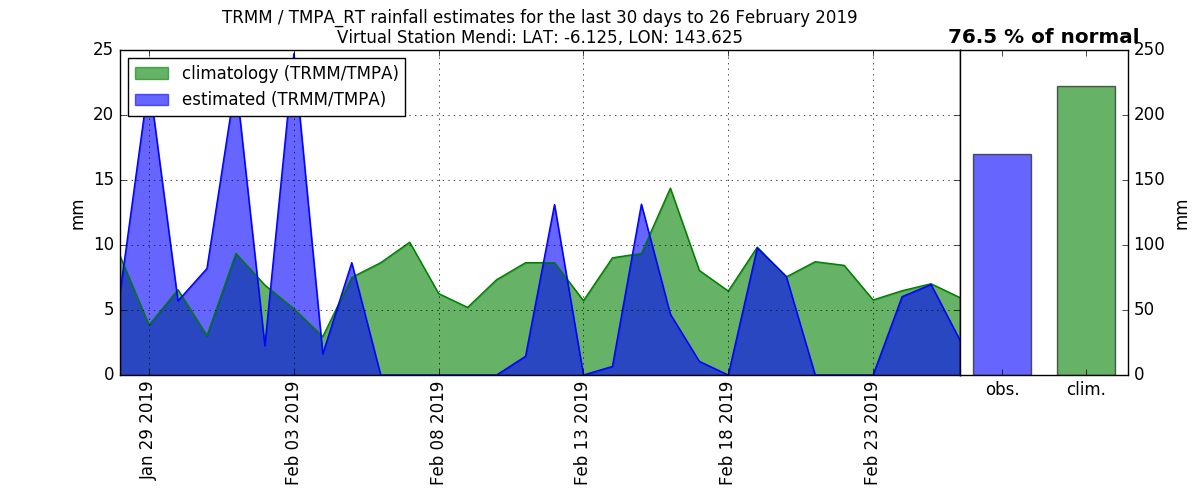 TRMM / TMPA_RT rainfall estimates for the last 30 days to 26 February 2019
Virtual Station Mendi: LAT: -6.125, LON: 143.625
76.5 % of normal
climatology (TRMM/TMPA)
estimated (TRMM/TMPA)
25
20
15
10
5
0
mm
Jan 29 2019
Feb 03 2019
Feb 08 2019
Feb 13 2019
Feb 18 2019
Feb 23 2019
250
200
150
100
50
0
mm
obs.
clim.